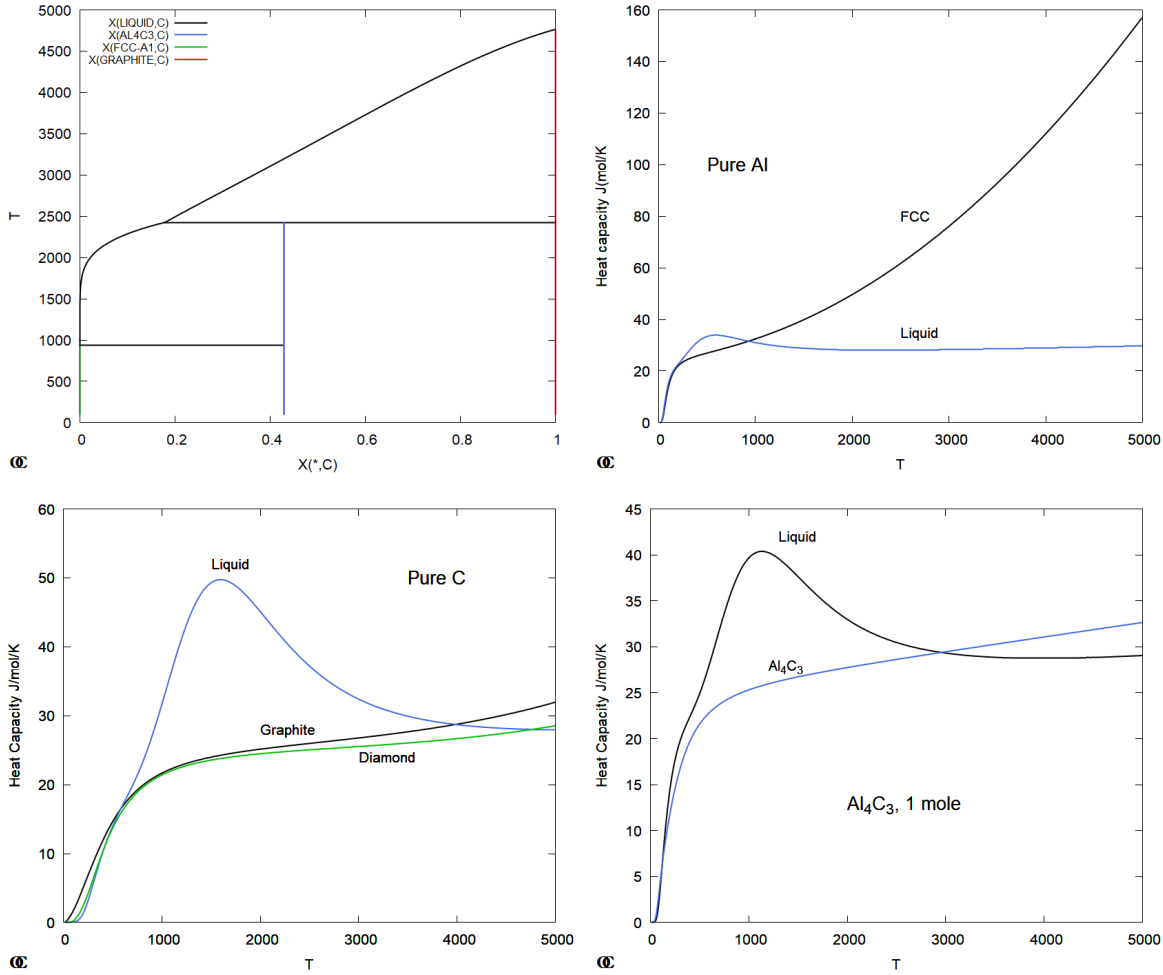 5000
4500
4000
3500
3000
2500
2000
1500
1000
500
0
T
X(LIQUID,C)
X(AL4C3,C)
X(FCC-A1,C)
X(GRAPHITE,C)
0 0.2 0.4 0.6 0.8 1
X(*,C)
160
140
120
100
80
60
40
20
0
Heat capacity J(mol/K
Pure Al
FCC
Liquid
0 1000 2000 3000 4000 5000
T
60
50
40
30
20
10
0
Heat Capacity J/mol/K
Liquid
Pure C
Graphite
Diamond
0 1000 2000 3000 4000 5000
T
45
40
35
30
25
20
15
10
5
0
Heat Capacity J/mol/K
Liquid
Al₄C₃
Al₄C₃, 1 mole
0 1000 2000 3000 4000 5000
T